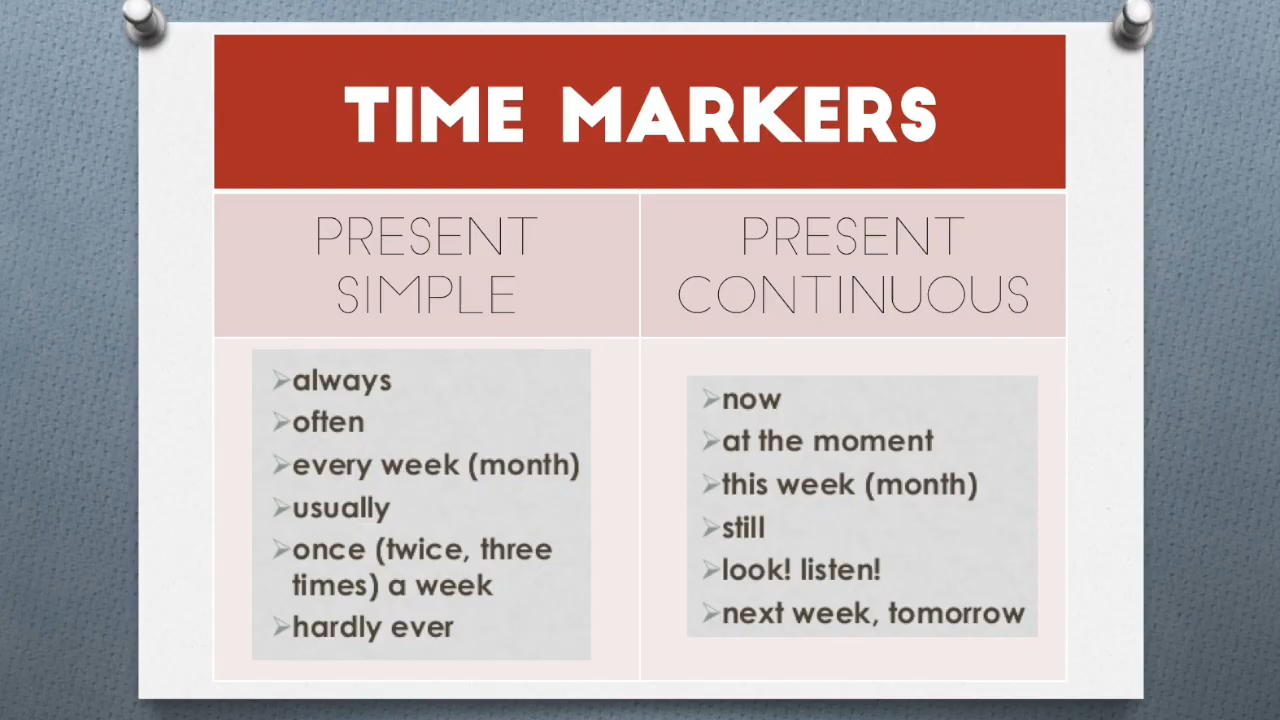 TIME MARKERS
PRESENT
SIMPLE
always
often
every week (month)
usually
once (twice, three
times) a week
hardly ever
PRESENT
CONTINUOUS
now
at the moment
this week (month)
still
look! listen!
next week, tomorrow